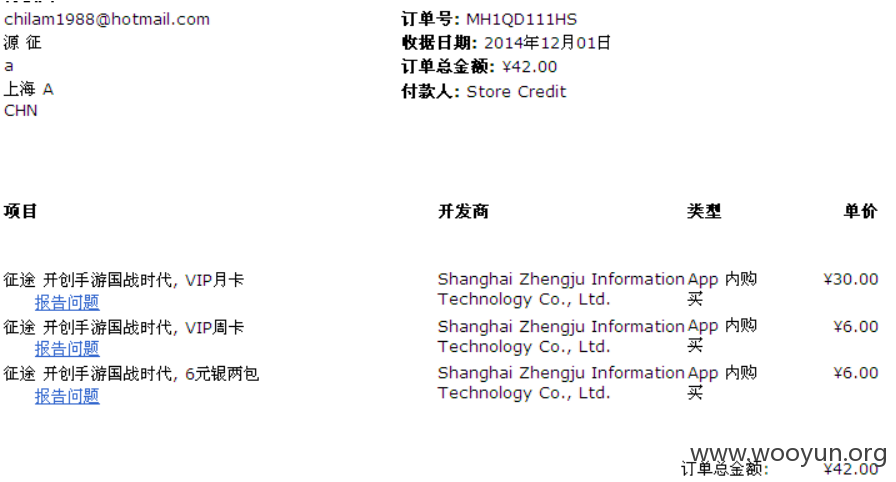 chilam1988@hotmail.com
源 征
a
上海 A
CHN
订单号: MH1QD111HS
收据日期: 2014年12月01日
订单总金额: ¥42.00
付款人: Store Credit
项目 开发商 类型 单价
征途 开创手游国战时代, VIP月卡 Shanghai Zhengju Information App 内购 ¥30.00
报告问题 Technology Co., Ltd. 买
征途 开创手游国战时代, VIP周卡 Shanghai Zhengju Information App 内购 ¥6.00
报告问题 Technology Co., Ltd. 买
征途 开创手游国战时代, 6元银两包 Shanghai Zhengju Information App 内购 ¥6.00
报告问题 Technology Co., Ltd. 买
www.wooyun.org
订单总金额: ¥42.00